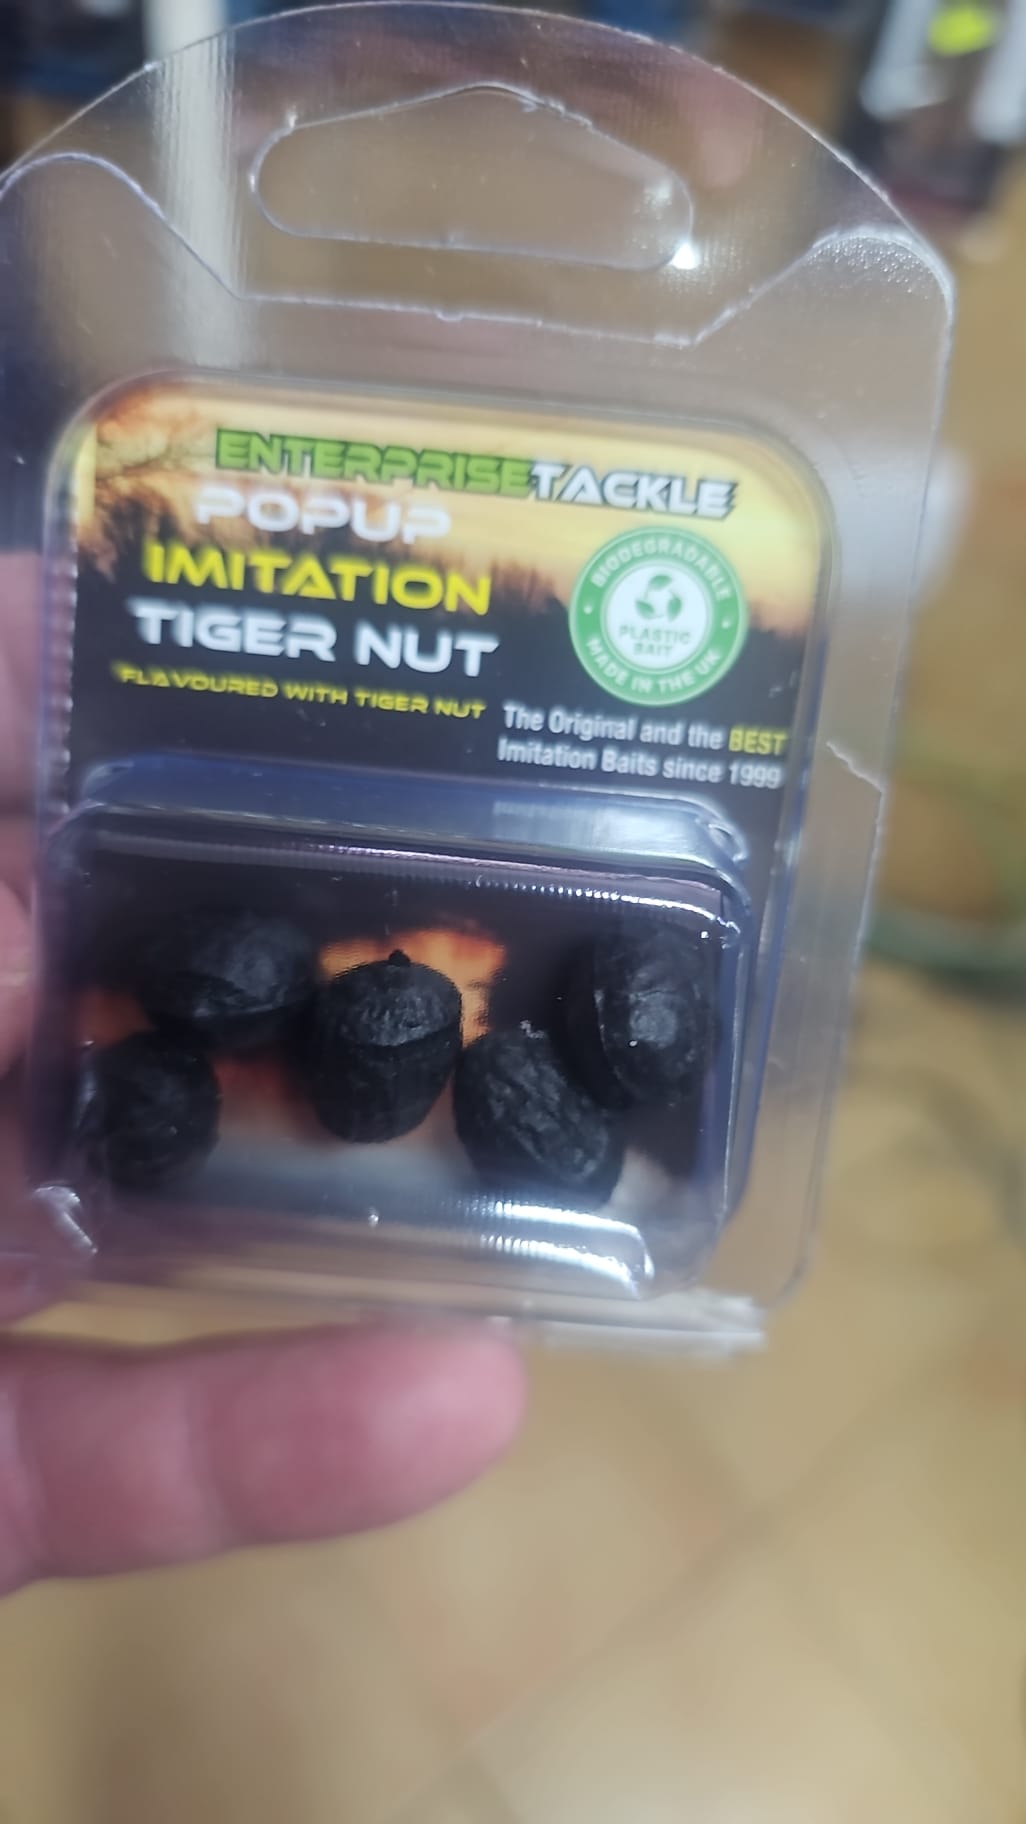 ENTERPRISETACKLE
POPUP
IMITATION
TIGER NUT
FLAVOURED WITH TIGER NUT
BIODEGRADABLE
PLASTIC
BAIT
MADE IN THE UK
The Original and the BEST
Imitation Baits since 1999